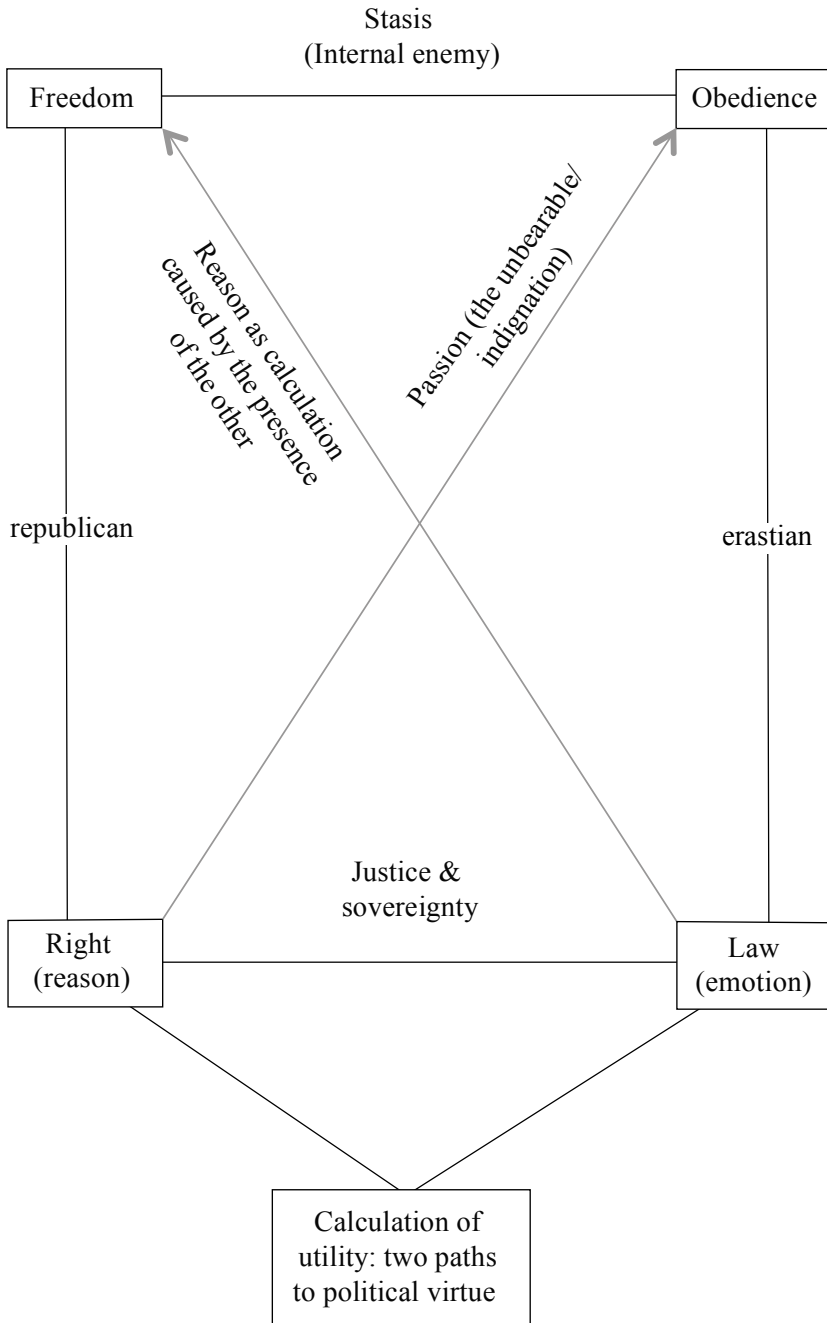 Stasis
(Internal enemy)
Freedom
Obedience
Reason as calculation
caused by the presence
of the other
Passion (the unbearable/
indignation)
republican
erastian
Justice &
sovereignty
Right
(reason)
Law
(emotion)
Calculation of
utility: two paths
to political virtue